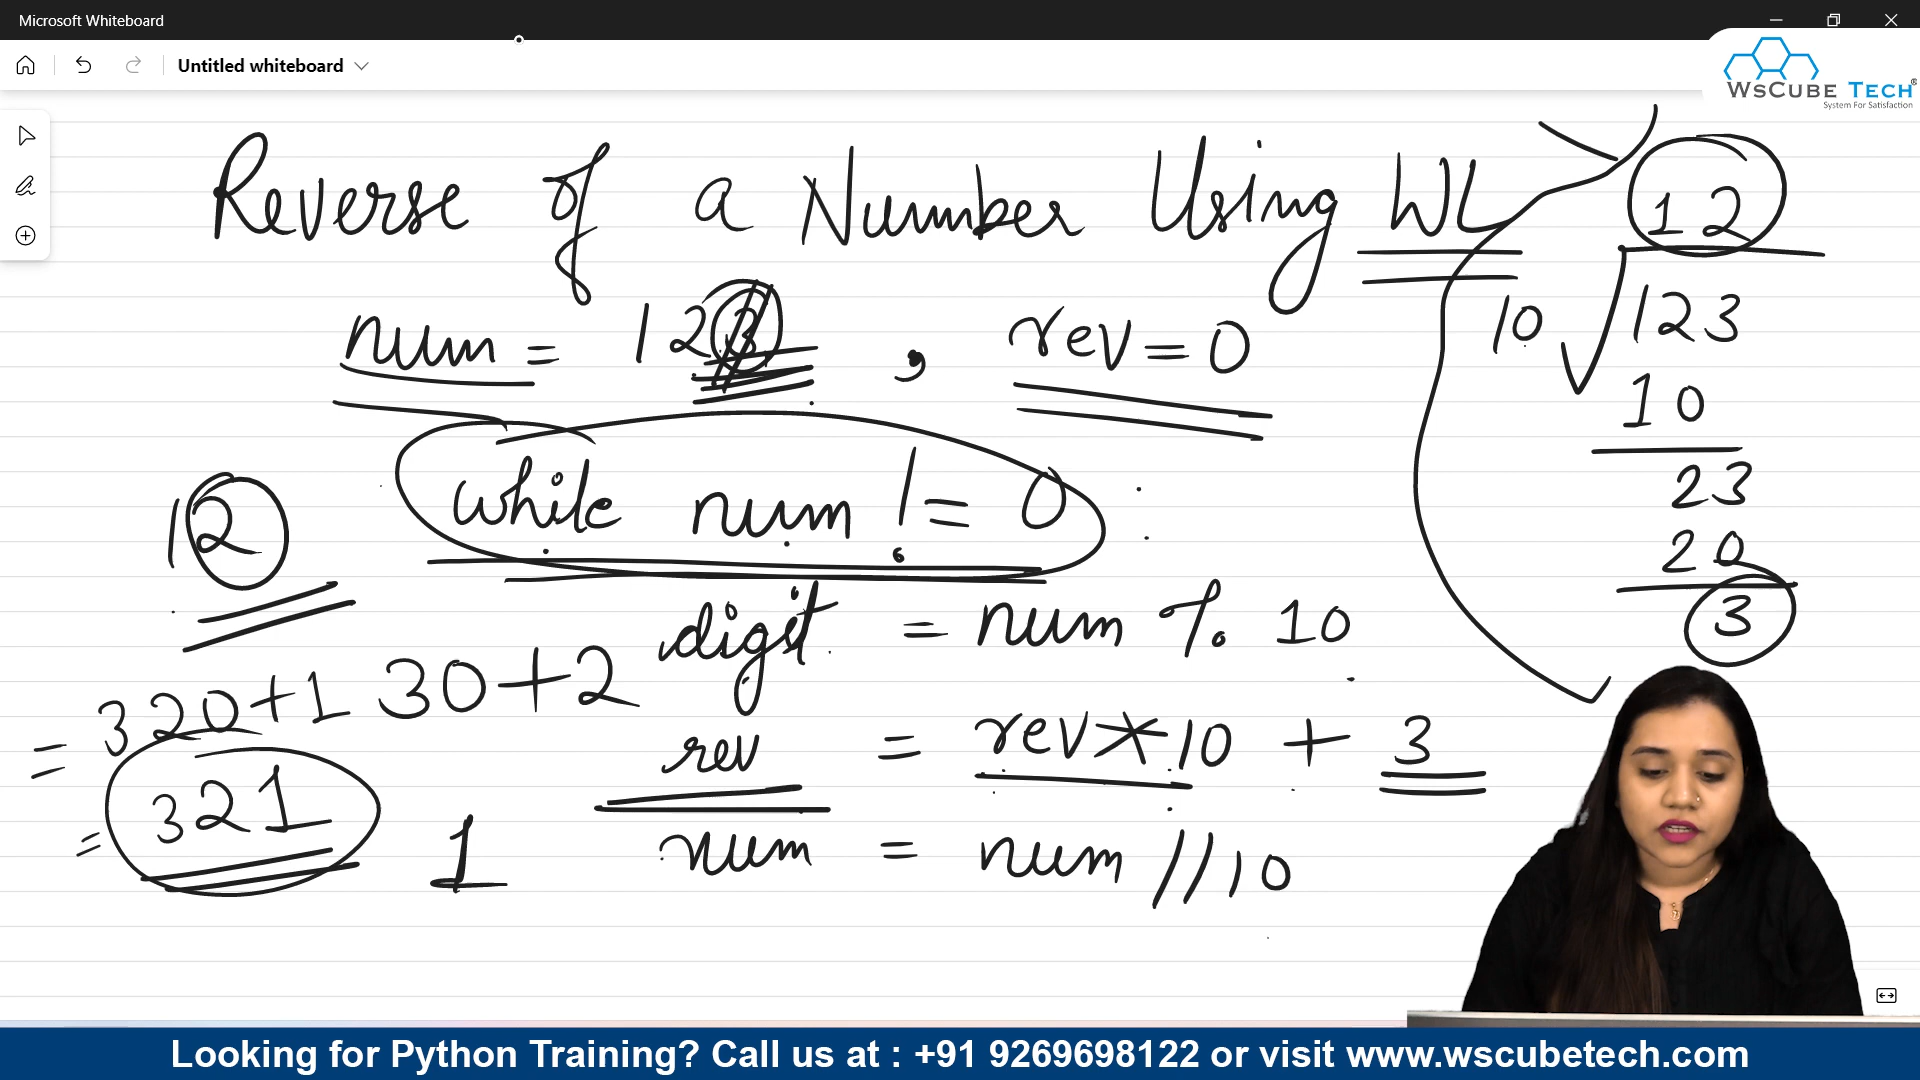 Microsoft Whiteboard
Untitled whiteboard
WSCUBE TECH
System For Satisfaction
Reverse of a Number Using WL
num = 123 , rev = 0
while num != 0 :
digit = num % 10
rev = rev * 10 + 3
num = num // 10
12
30+2
= 320+1
= 321
1
12
10 123
10
23
20
3
Looking for Python Training? Call us at : +91 9269698122 or visit www.wscubetech.com